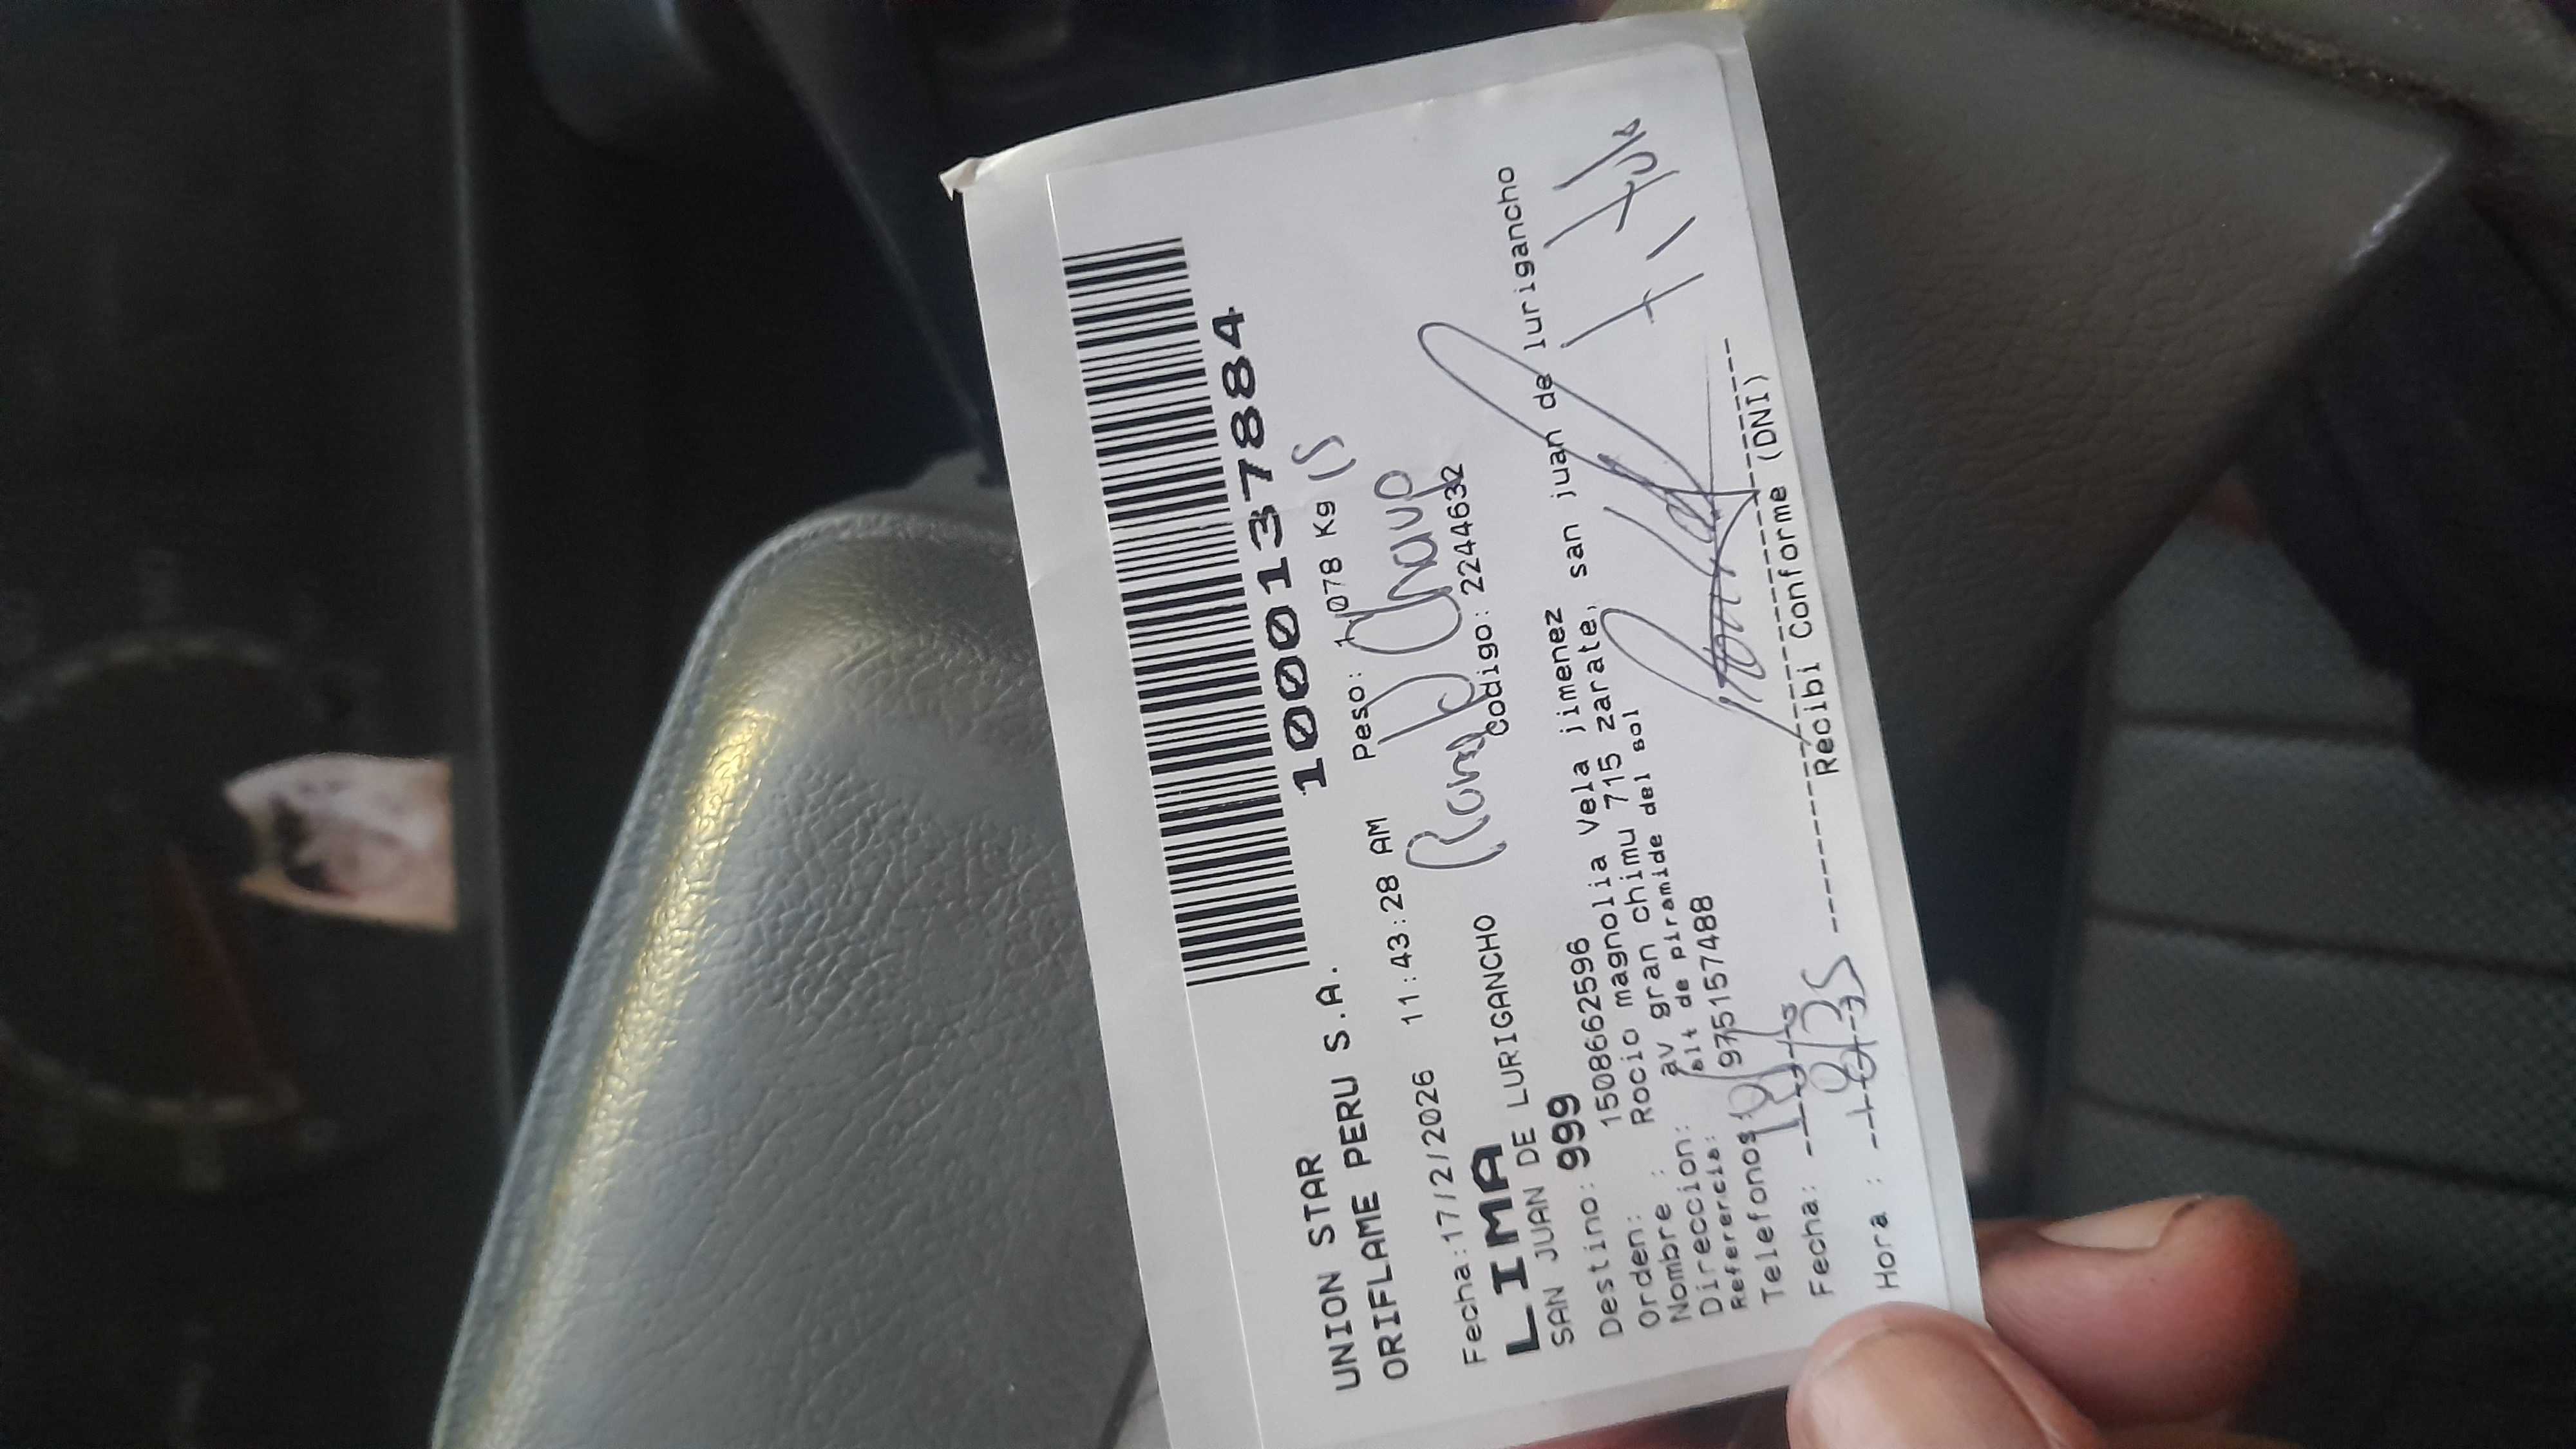 1000137884
UNION STAR
ORIFLAME PERU S.A.
Fecha:17/2/2026 11:43:28 AM Peso: 1,078 Kg
LIMA
SAN JUAN DE LURIGANCHO Codigo: 2244632
Destino: 999
Orden: 1508662596
Nombre : Rocio magnolia Vela jimenez
Direccion: av gran chimu 715 zarate, san juan de lurigancho
Referencia: alt de piramide del sol
Telefonos: 975157488
Fecha:
Hora :
Recibi Conforme (DNI)